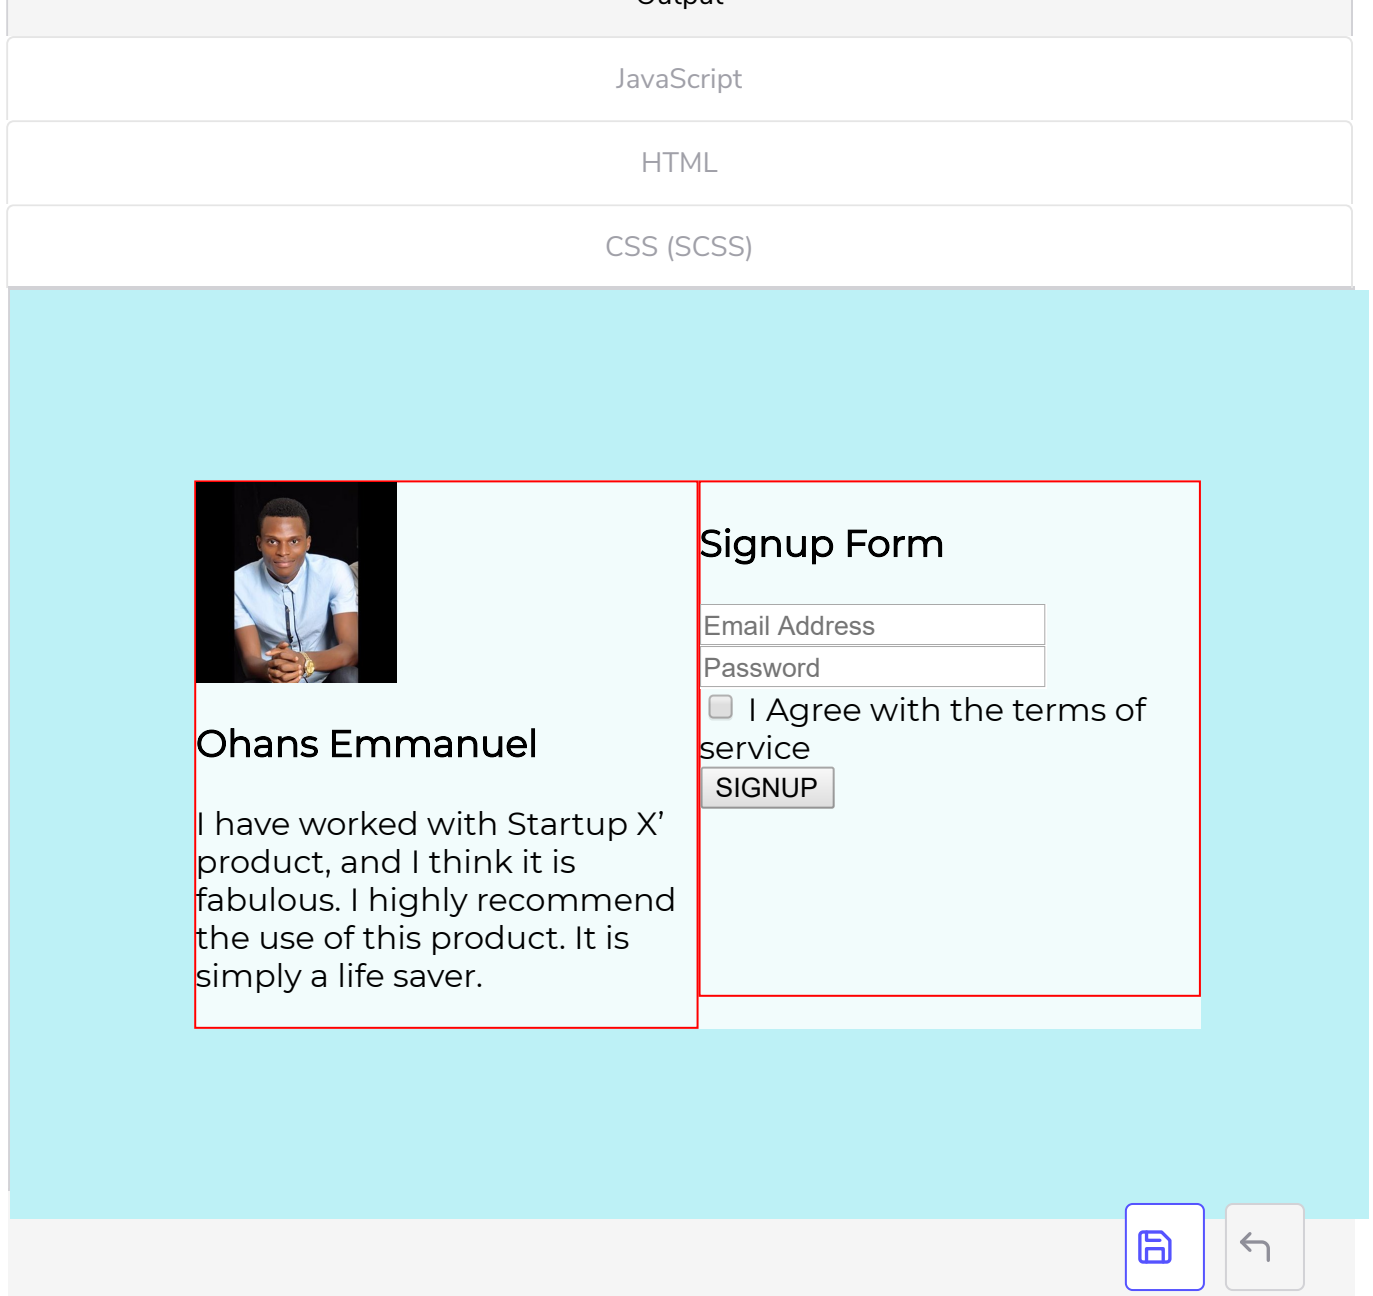 Output
JavaScript
HTML
CSS (SCSS)
Ohans Emmanuel
I have worked with Startup X’
product, and I think it is
fabulous. I highly recommend
the use of this product. It is
simply a life saver.
Signup Form
Email Address
Password
I Agree with the terms of
service
SIGNUP